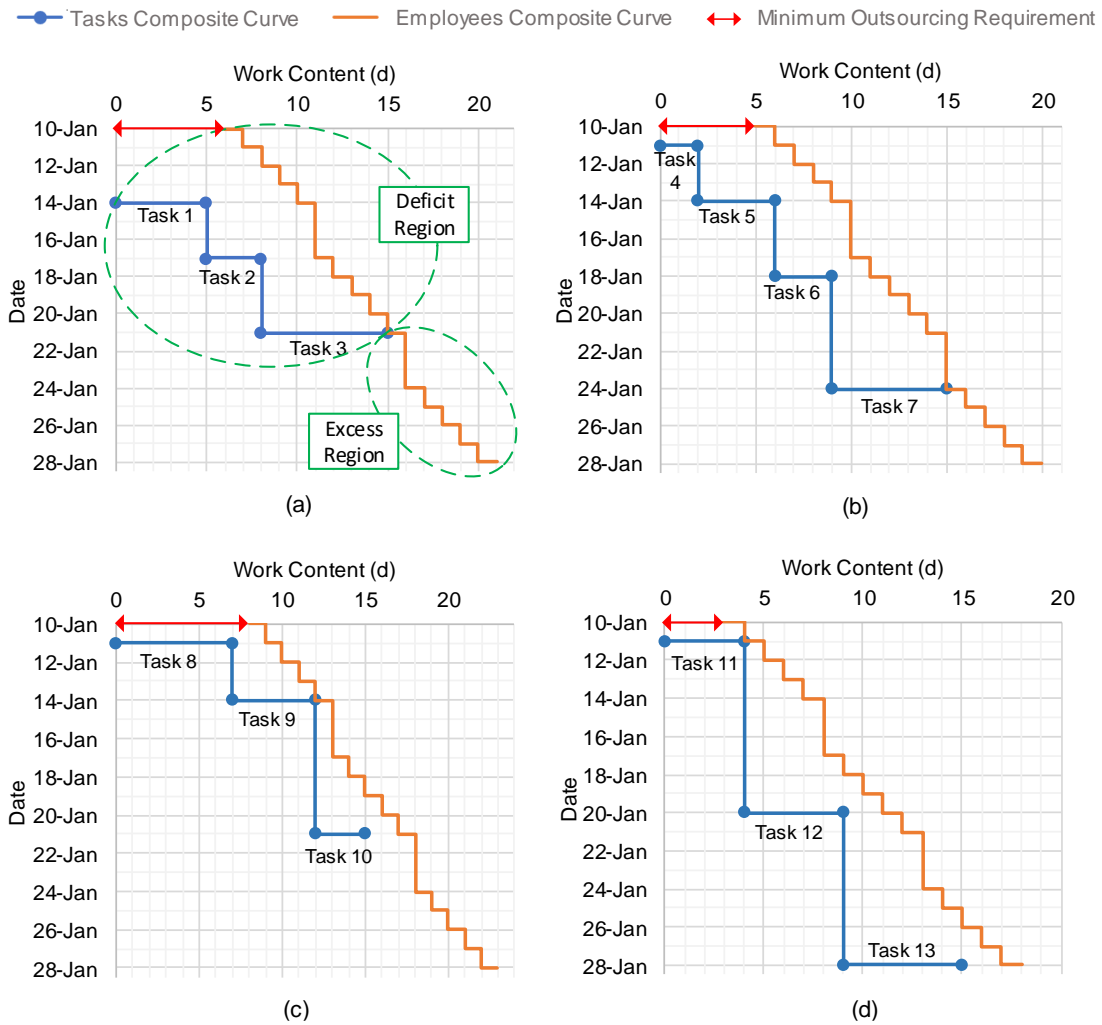 Tasks Composite Curve Employees Composite Curve Minimum Outsourcing Requirement
Work Content (d)
0 5 10 15 20
10-Jan
12-Jan
14-Jan
16-Jan
18-Jan
20-Jan
22-Jan
24-Jan
26-Jan
28-Jan
Date
Task 1
Task 2
Task 3
Deficit
Region
Excess
Region
(a)
Work Content (d)
0 5 10 15 20
10-Jan
12-Jan
14-Jan
16-Jan
18-Jan
20-Jan
22-Jan
24-Jan
26-Jan
28-Jan
Date
Task
4
Task 5
Task 6
Task 7
(b)
Work Content (d)
0 5 10 15 20
10-Jan
12-Jan
14-Jan
16-Jan
18-Jan
20-Jan
22-Jan
24-Jan
26-Jan
28-Jan
Date
Task 8
Task 9
Task 10
(c)
Work Content (d)
0 5 10 15 20
10-Jan
12-Jan
14-Jan
16-Jan
18-Jan
20-Jan
22-Jan
24-Jan
26-Jan
28-Jan
Date
Task 11
Task 12
Task 13
(d)